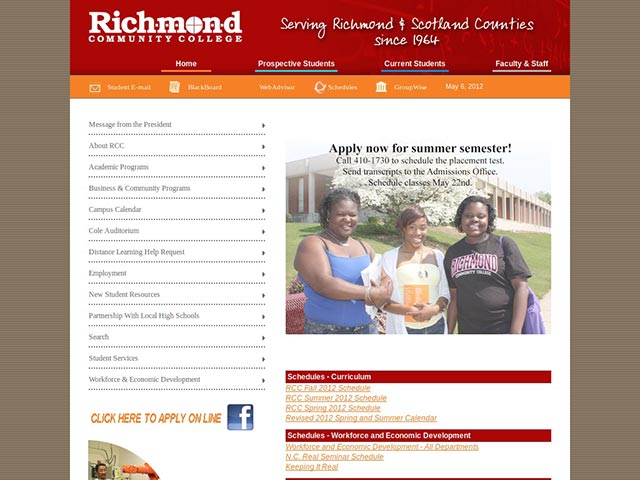 Richmond
COMMUNITY COLLEGE
Serving Richmond & Scotland Counties
since 1964
Home
Prospective Students
Current Students
Faculty & Staff
Student E-mail
BlackBoard
WebAdvisor
Schedules
GroupWise
May 6, 2012
Message from the President
About RCC
Academic Programs
Business & Community Programs
Campus Calendar
Cole Auditorium
Distance Learning Help Request
Employment
New Student Resources
Partnership With Local High Schools
Search
Student Services
Workforce & Economic Development
CLICK HERE TO APPLY ON LINE
f
Apply now for summer semester!
Call 410-1730 to schedule the placement test.
Send transcripts to the Admissions Office.
Schedule classes May 22nd.
RICHMOND
COMMUNITY COLLEGE
Schedules - Curriculum
RCC Fall 2012 Schedule
RCC Summer 2012 Schedule
RCC Spring 2012 Schedule
Revised 2012 Spring and Summer Calendar
Schedules - Workforce and Economic Development
Workforce and Economic Development - All Departments
N.C. Real Seminar Schedule
Keeping It Real